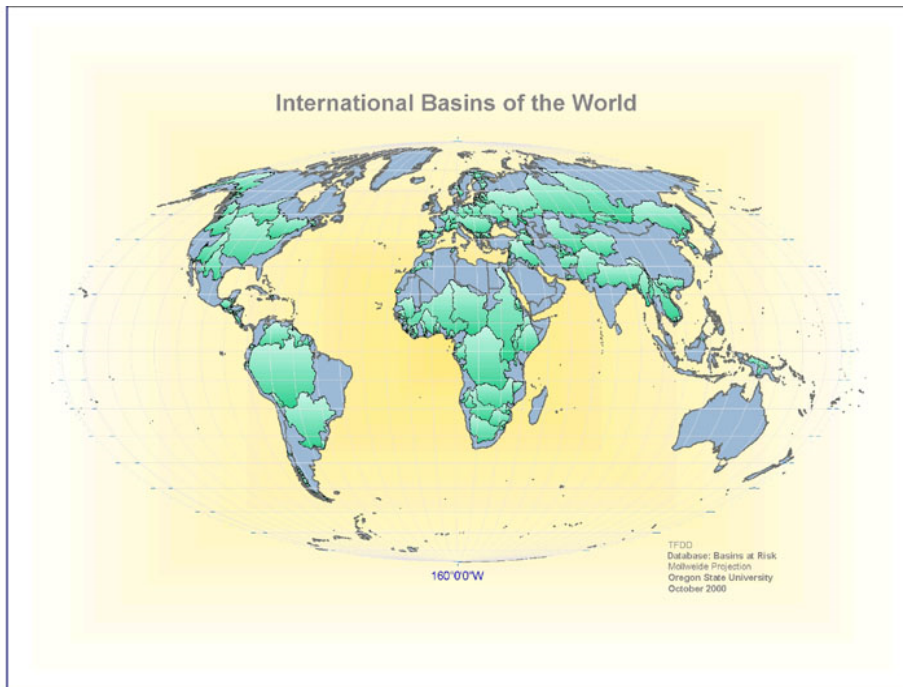 International Basins of the World
160°0'0"W
TFDD
Database: Basins at Risk
Mollweide Projection
Oregon State University
October 2000